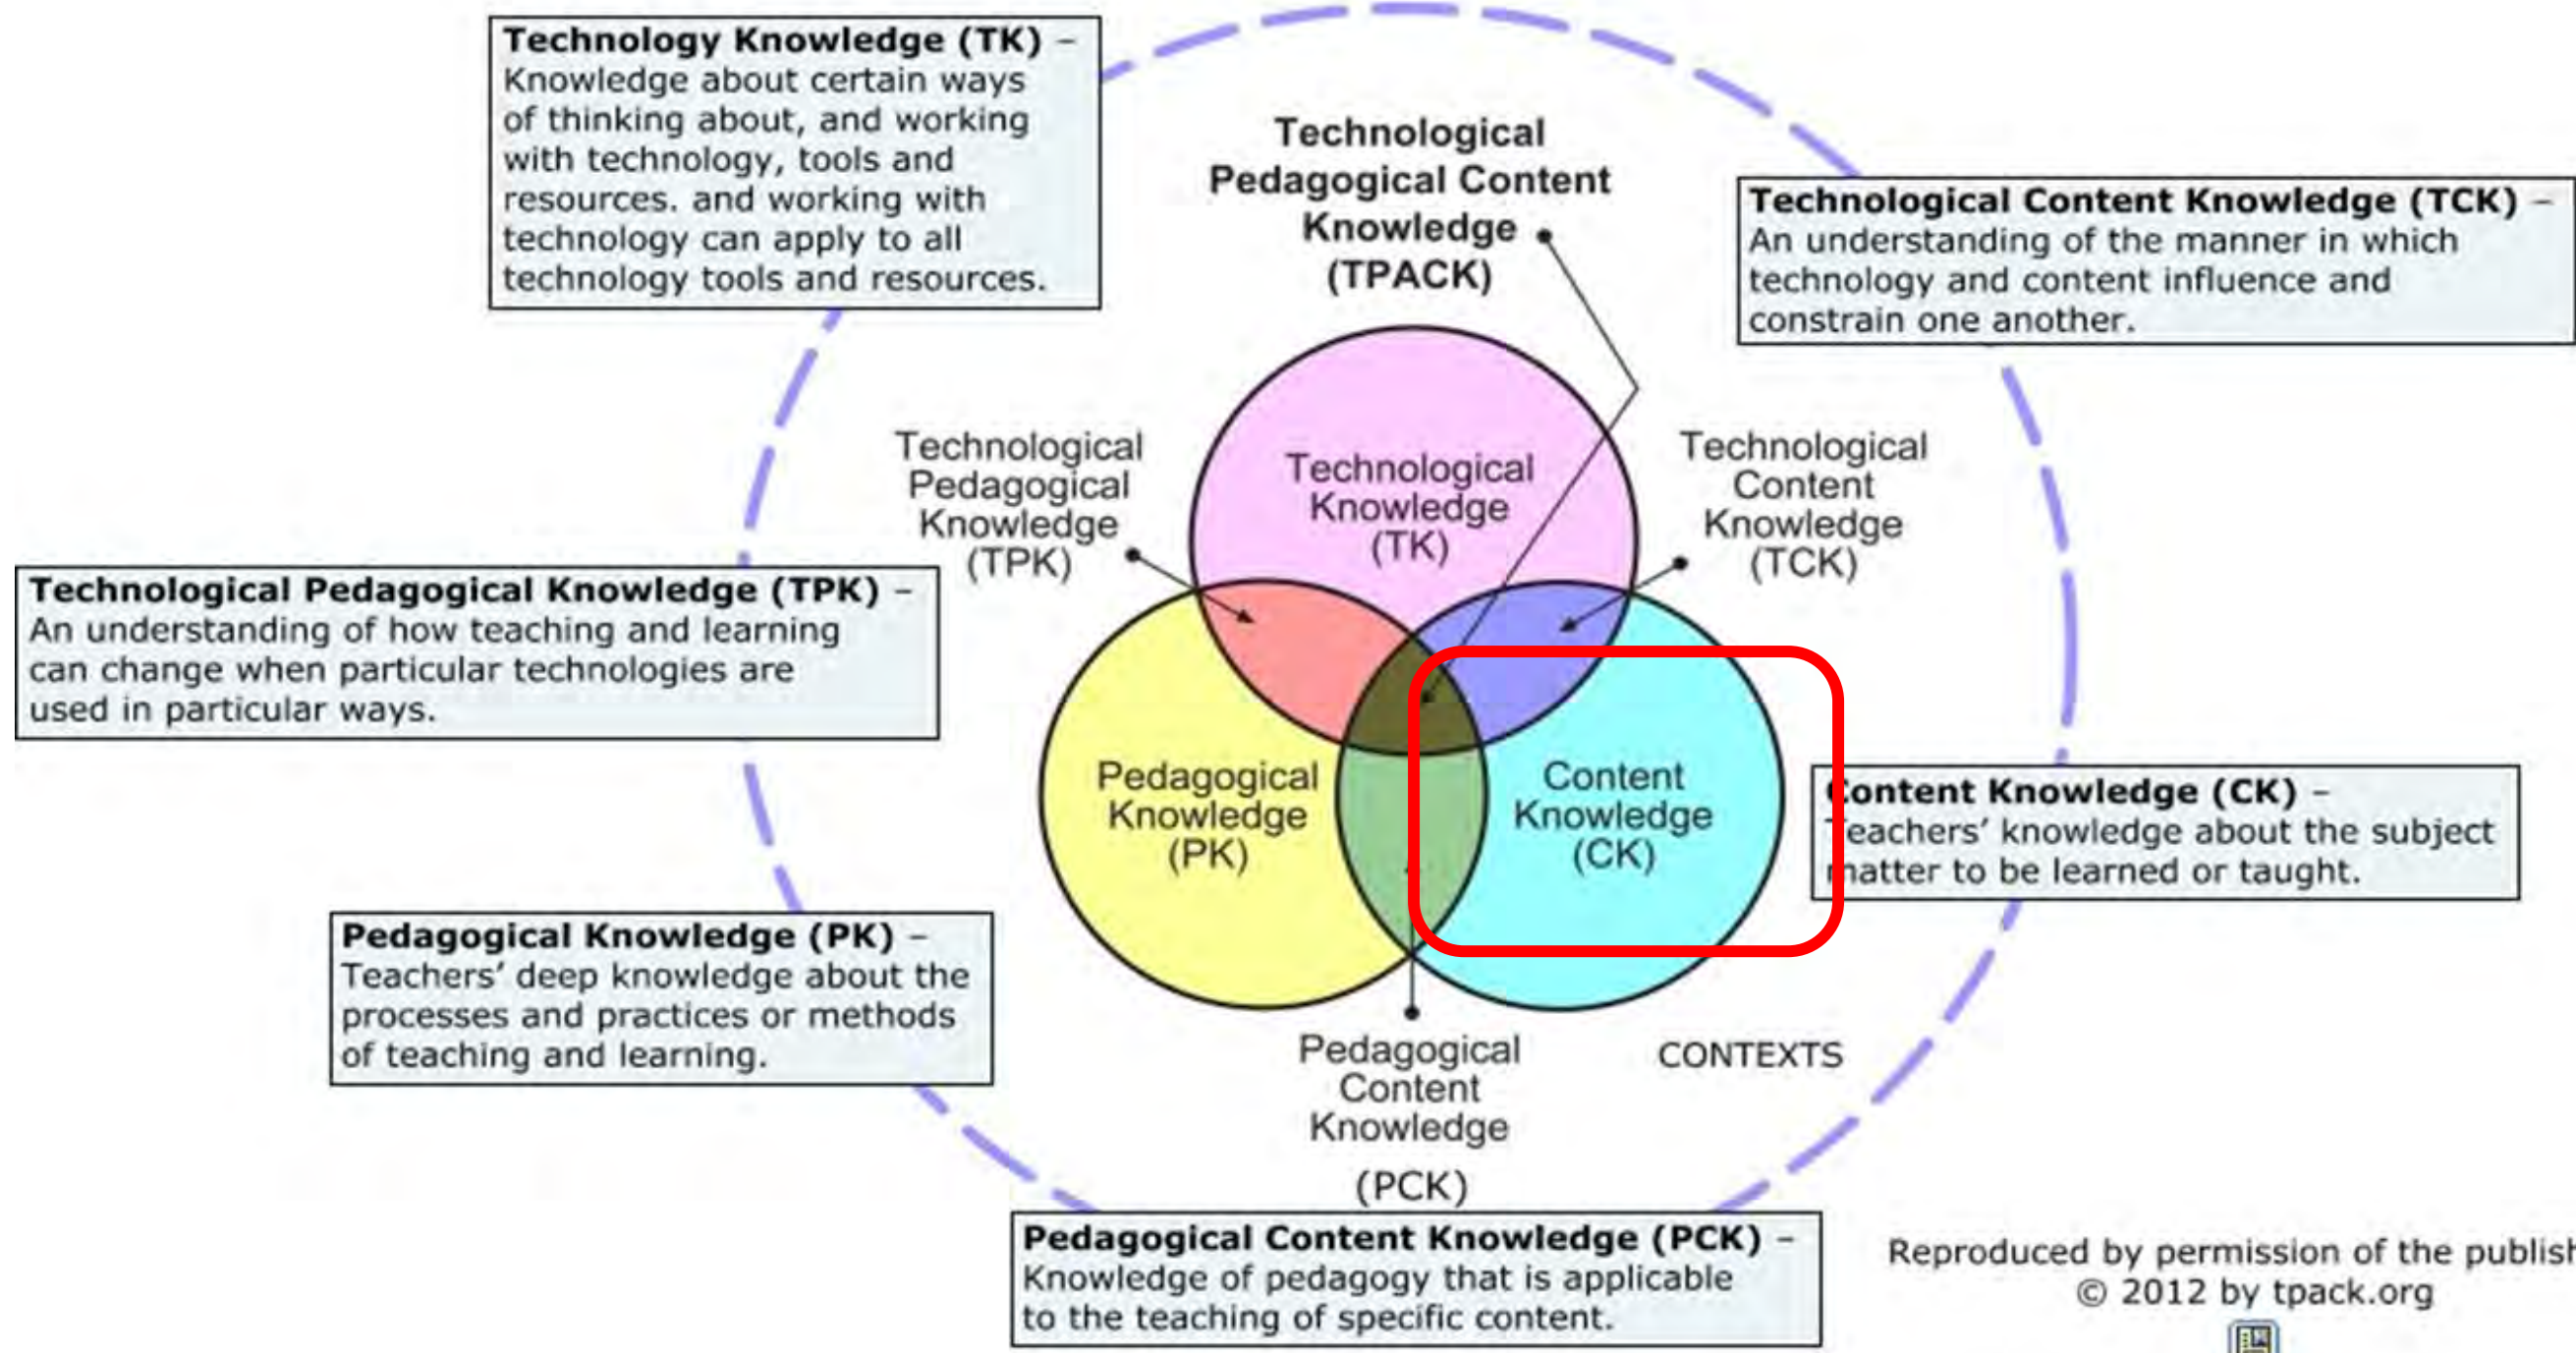 Technology Knowledge (TK) –
Knowledge about certain ways
of thinking about, and working
with technology, tools and
resources. and working with
technology can apply to all
technology tools and resources.
Technological
Pedagogical Content
Knowledge
(TPACK)
Technological Content Knowledge (TCK) –
An understanding of the manner in which
technology and content influence and
constrain one another.
Technological
Pedagogical
Knowledge
(TPK)
Technological
Knowledge
(TK)
Technological
Content
Knowledge
(TCK)
Technological Pedagogical Knowledge (TPK) –
An understanding of how teaching and learning
can change when particular technologies are
used in particular ways.
Pedagogical
Knowledge
(PK)
Content
Knowledge
(CK)
Content Knowledge (CK) –
Teachers’ knowledge about the subject
matter to be learned or taught.
Pedagogical Knowledge (PK) –
Teachers’ deep knowledge about the
processes and practices or methods
of teaching and learning.
Pedagogical
Content
Knowledge
(PCK)
CONTEXTS
Pedagogical Content Knowledge (PCK) –
Knowledge of pedagogy that is applicable
to the teaching of specific content.
Reproduced by permission of the publish
© 2012 by tpack.org